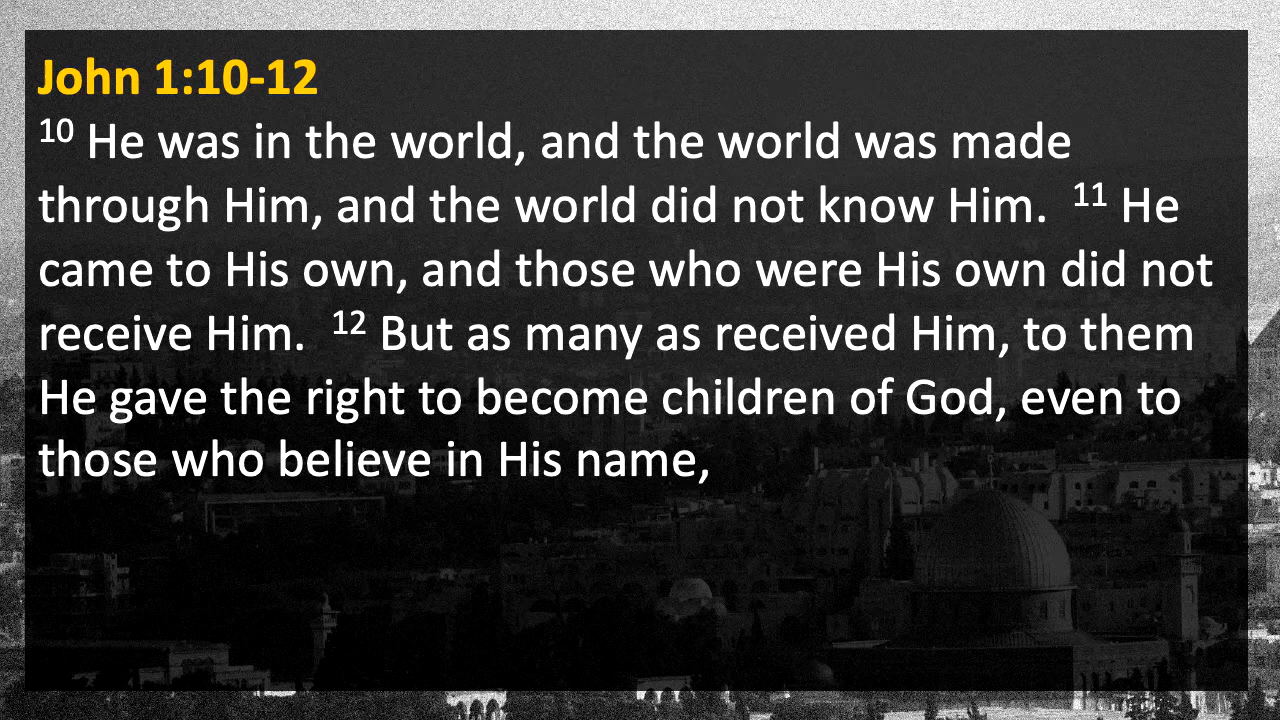 John 1:10-12
10 He was in the world, and the world was made
through Him, and the world did not know Him.  11 He
came to His own, and those who were His own did not
receive Him.  12 But as many as received Him, to them
He gave the right to become children of God, even to
those who believe in His name,